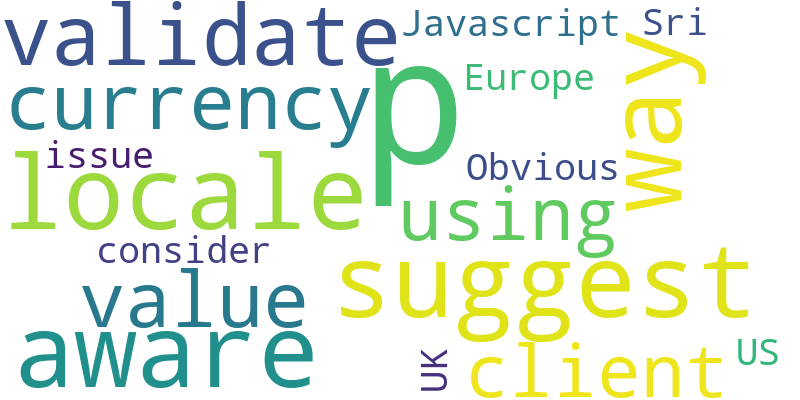 validate
Javascript
Sri
p
currency
Europe
way
issue
locale
Obvious
using
consider
suggest
value
aware
UK
client
US